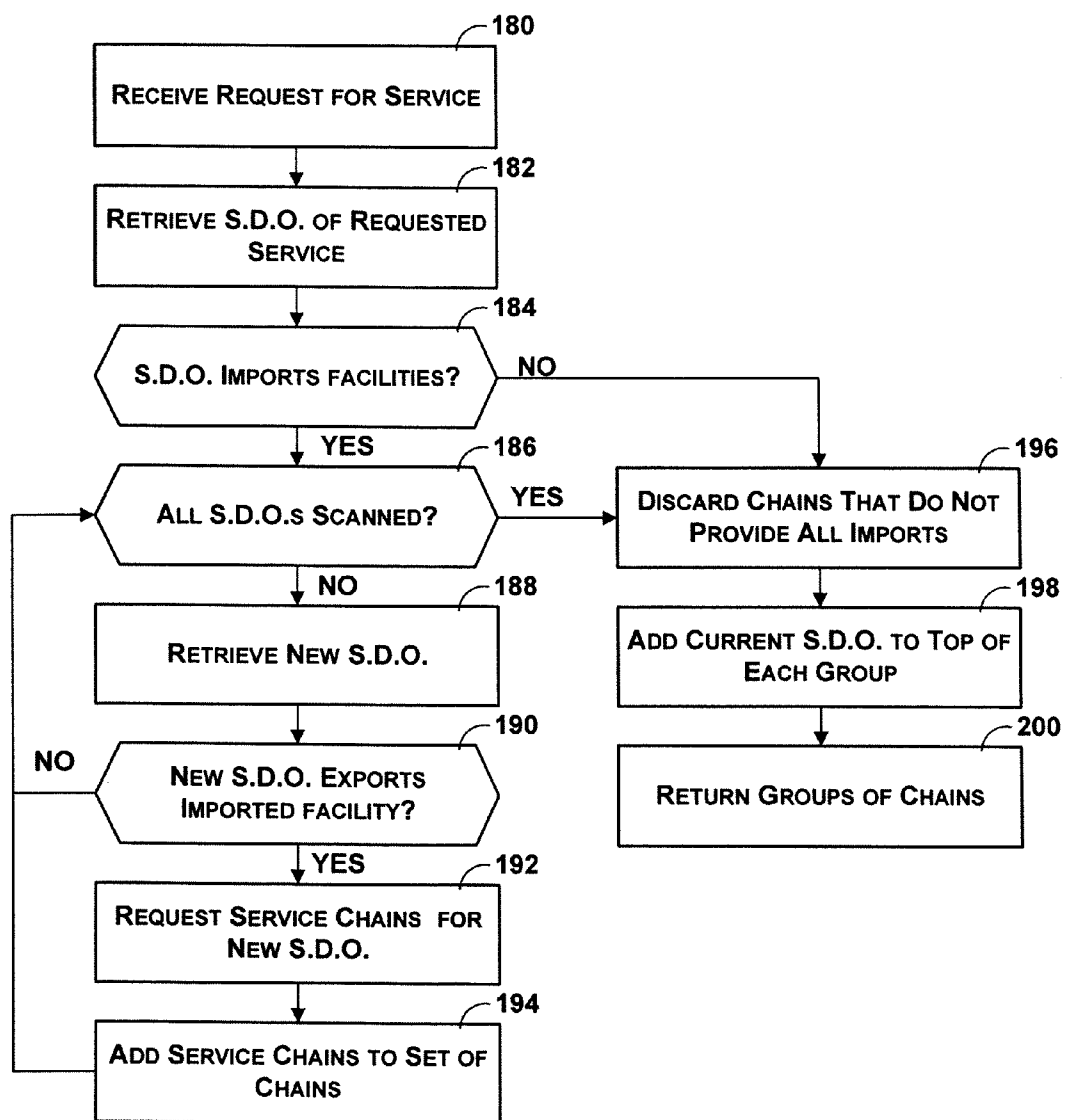 180
RECEIVE REQUEST FOR SERVICE
182
RETRIEVE S.D.O. OF REQUESTED
SERVICE
184
S.D.O. IMPORTS FACILITIES?
NO
YES
186
ALL S.D.O.S SCANNED?
YES
196
DISCARD CHAINS THAT DO NOT
PROVIDE ALL IMPORTS
NO
188
RETRIEVE NEW S.D.O.
198
ADD CURRENT S.D.O. TO TOP OF
EACH GROUP
190
NO
NEW S.D.O. EXPORTS
IMPORTED FACILITY?
200
RETURN GROUPS OF CHAINS
YES
192
REQUEST SERVICE CHAINS FOR
NEW S.D.O.
194
ADD SERVICE CHAINS TO SET OF
CHAINS